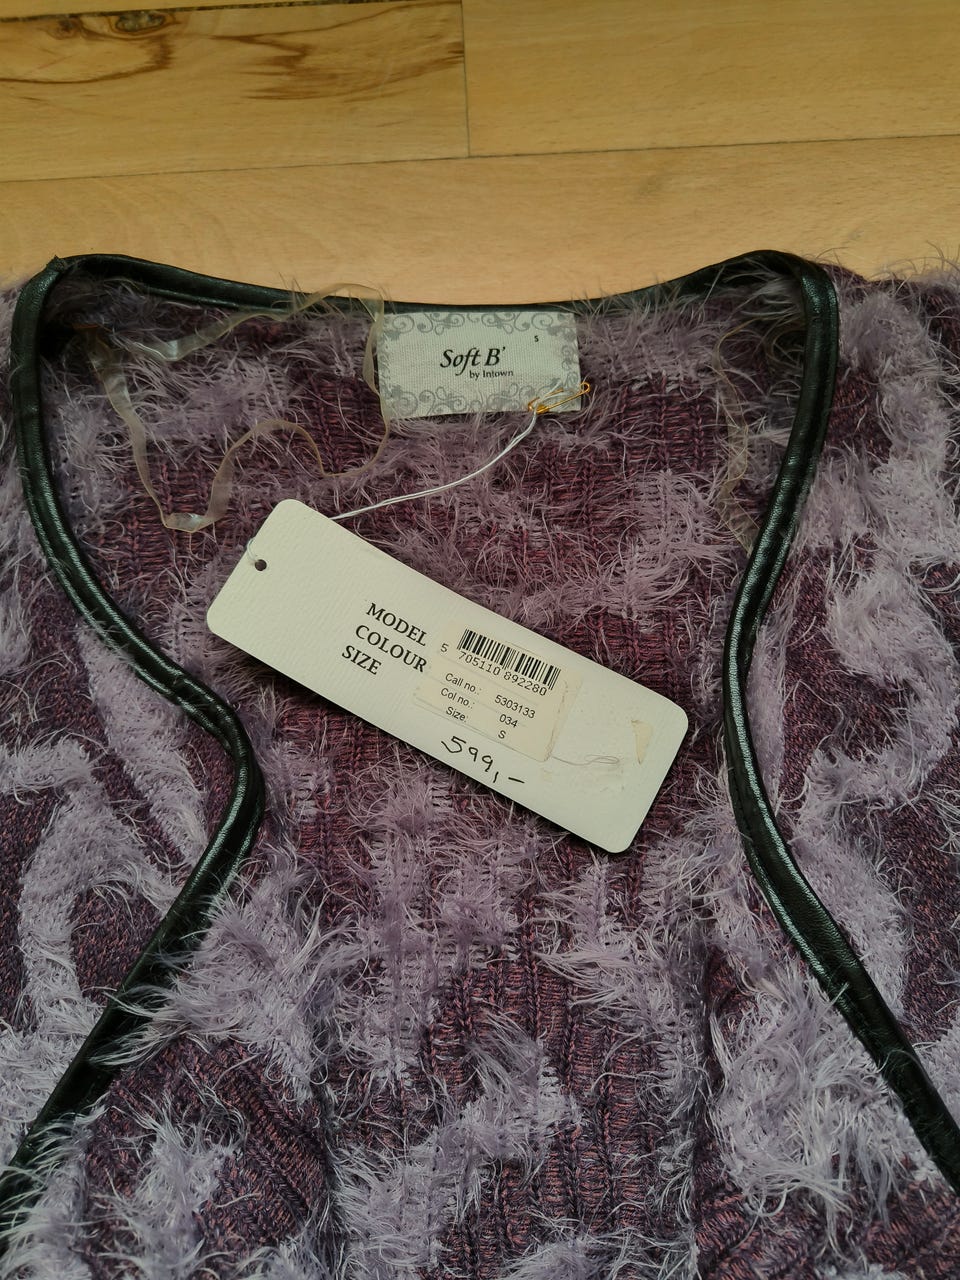 S
Soft B'
by Intown
MODEL
COLOUR
SIZE
5 705110 892280
Call no.: 5303133
Col no.: 034
Size: S
599,-